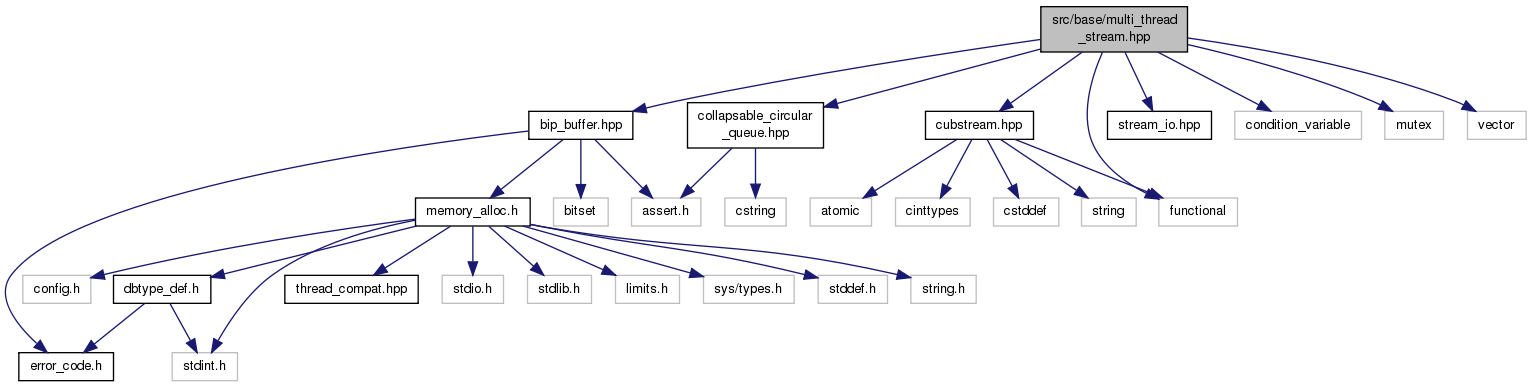 src/base/multi_thread
_stream.hpp
bip_buffer.hpp
collapsable_circular
_queue.hpp
cubstream.hpp
stream_io.hpp
condition_variable
mutex
vector
memory_alloc.h
bitset
assert.h
cstring
atomic
cinttypes
cstddef
string
functional
config.h
dbtype_def.h
thread_compat.hpp
stdio.h
stdlib.h
limits.h
sys/types.h
stddef.h
string.h
error_code.h
stdint.h